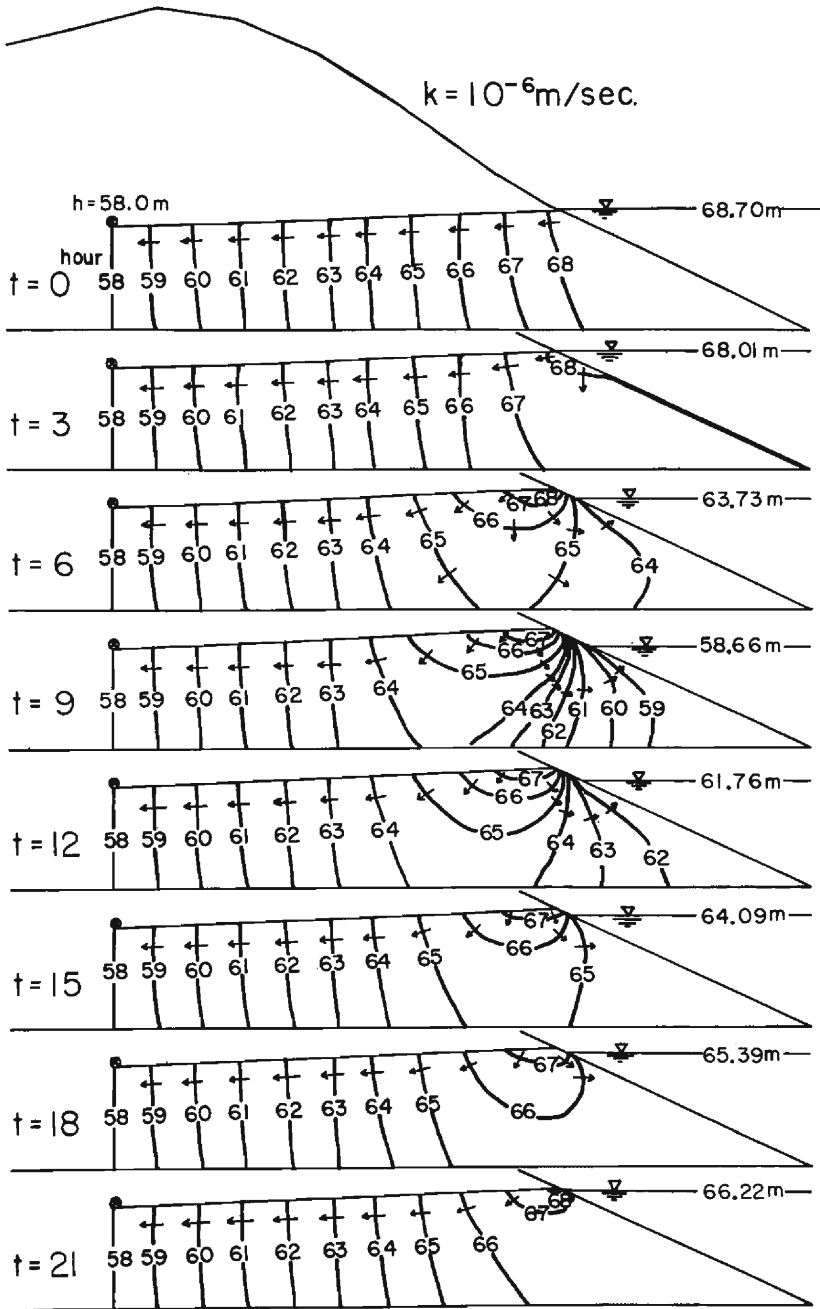 k = 10⁻⁶ m/sec.
h = 58.0 m
68.70m
hour
t = 0
58 59 60 61 62 63 64 65 66 67 68
68.01m
t = 3
58 59 60 61 62 63 64 65 66 67 68
63.73m
t = 6
58 59 60 61 62 63 64 65 66 67 68 65 64
58.66m
t = 9
58 59 60 61 62 63 64 65 66 67 64 63 62 61 60 59
61.76m
t = 12
58 59 60 61 62 63 64 65 66 67 64 63 62
64.09m
t = 15
58 59 60 61 62 63 64 65 66 67 65
65.39m
t = 18
58 59 60 61 62 63 64 65 66 67
66.22m
t = 21
58 59 60 61 62 63 64 65 66 67 68